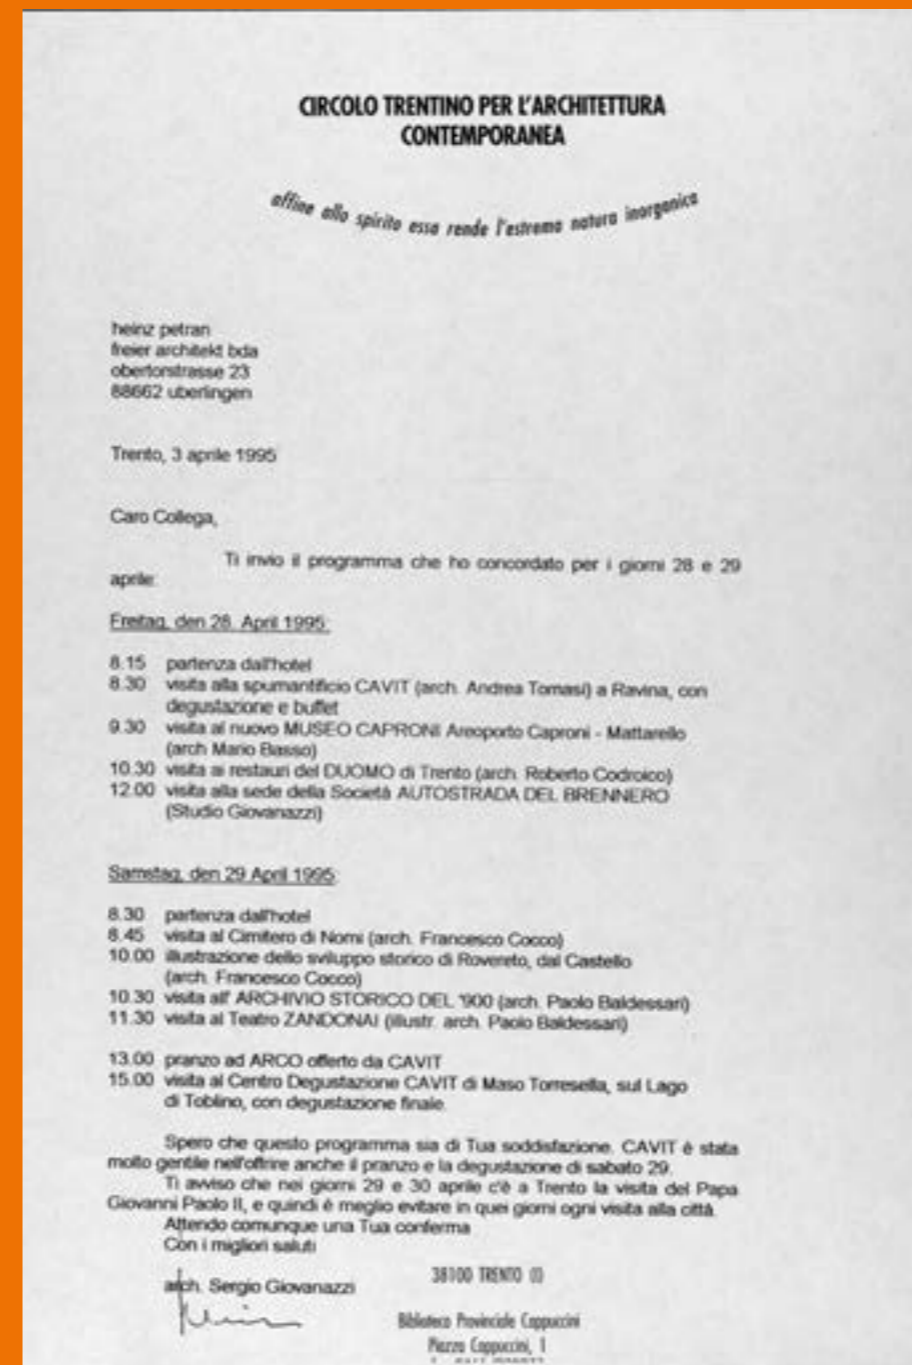 CIRCOLO TRENTINO PER L'ARCHITETTURA
CONTEMPORANEA
affine allo spirito essa rende l'estrema natura inorganica
heinz petran
freier architekt bda
obertorstrasse 23
88662 uberlingen
Trento, 3 aprile 1995
Caro Collega,
Ti invio il programma che ho concordato per i giorni 28 e 29
aprile:
Freitag, den 28. April 1995:
8.15 partenza dall'hotel
8.30 visita alla spumantificio CAVIT (arch. Andrea Tomasi) a Ravina, con
degustazione e buffet
9.30 visita al nuovo MUSEO CAPRONI Areoporto Caproni - Mattarello
(arch Mario Basso)
10.30 visita ai restauri del DUOMO di Trento (arch. Roberto Codroico)
12.00 visita alla sede della Società AUTOSTRADA DEL BRENNERO
(Studio Giovanazzi)
Samstag, den 29 April 1995:
8.30 partenza dall'hotel
8.45 visita al Cimitero di Nomi (arch. Francesco Cocco)
10.00 illustrazione dello sviluppo storico di Rovereto, dal Castello
(arch. Francesco Cocco)
10.30 visita all' ARCHIVIO STORICO DEL '900 (arch. Paolo Baldessari)
11.30 visita al Teatro ZANDONAI (illustr. arch. Paolo Baldessari)
13.00 pranzo ad ARCO offerto da CAVIT
15.00 visita al Centro Degustazione CAVIT di Maso Torresella, sul Lago
di Toblino, con degustazione finale.
Spero che questo programma sia di Tua soddisfazione. CAVIT è stata
molto gentile nell'offrire anche il pranzo e la degustazione di sabato 29.
Ti avviso che nei giorni 29 e 30 aprile c'è a Trento la visita del Papa
Giovanni Paolo II, e quindi è meglio evitare in quei giorni ogni visita alla città.
Attendo comunque una Tua conferma
Con i migliori saluti
arch. Sergio Giovanazzi
38100 TRENTO (I)
Biblioteca Provinciale Cappuccini
Piazza Cappuccini, 1